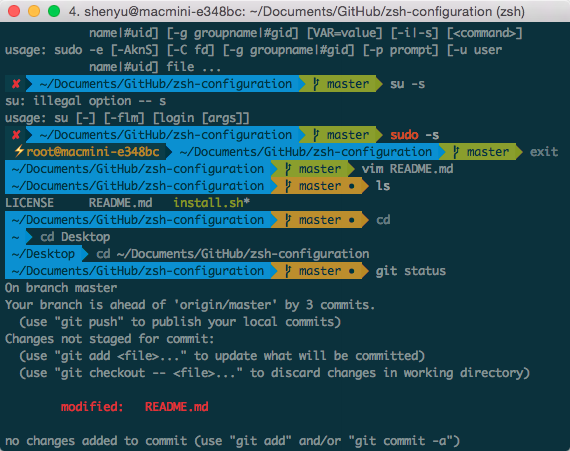 4. shenyu@macmini-e348bc: ~/Documents/GitHub/zsh-configuration (zsh)
name|#uid] [-g groupname|#gid] [VAR=value] [-i|-s] [<command>]
usage: sudo -e [-AknS] [-C fd] [-g groupname|#gid] [-p prompt] [-u user
name|#uid] file ...
✘ ~/Documents/GitHub/zsh-configuration master su -s
su: illegal option -- s
usage: su [-] [-flm] [login [args]]
✘ ~/Documents/GitHub/zsh-configuration master sudo -s
⚡root@macmini-e348bc ~/Documents/GitHub/zsh-configuration master exit
~/Documents/GitHub/zsh-configuration master vim README.md
~/Documents/GitHub/zsh-configuration master ● ls
LICENSE README.md install.sh*
~/Documents/GitHub/zsh-configuration master ● cd
~ cd Desktop
~/Desktop cd ~/Documents/GitHub/zsh-configuration
~/Documents/GitHub/zsh-configuration master ● git status
On branch master
Your branch is ahead of 'origin/master' by 3 commits.
(use "git push" to publish your local commits)
Changes not staged for commit:
(use "git add <file>..." to update what will be committed)
(use "git checkout -- <file>..." to discard changes in working directory)
modified: README.md
no changes added to commit (use "git add" and/or "git commit -a")